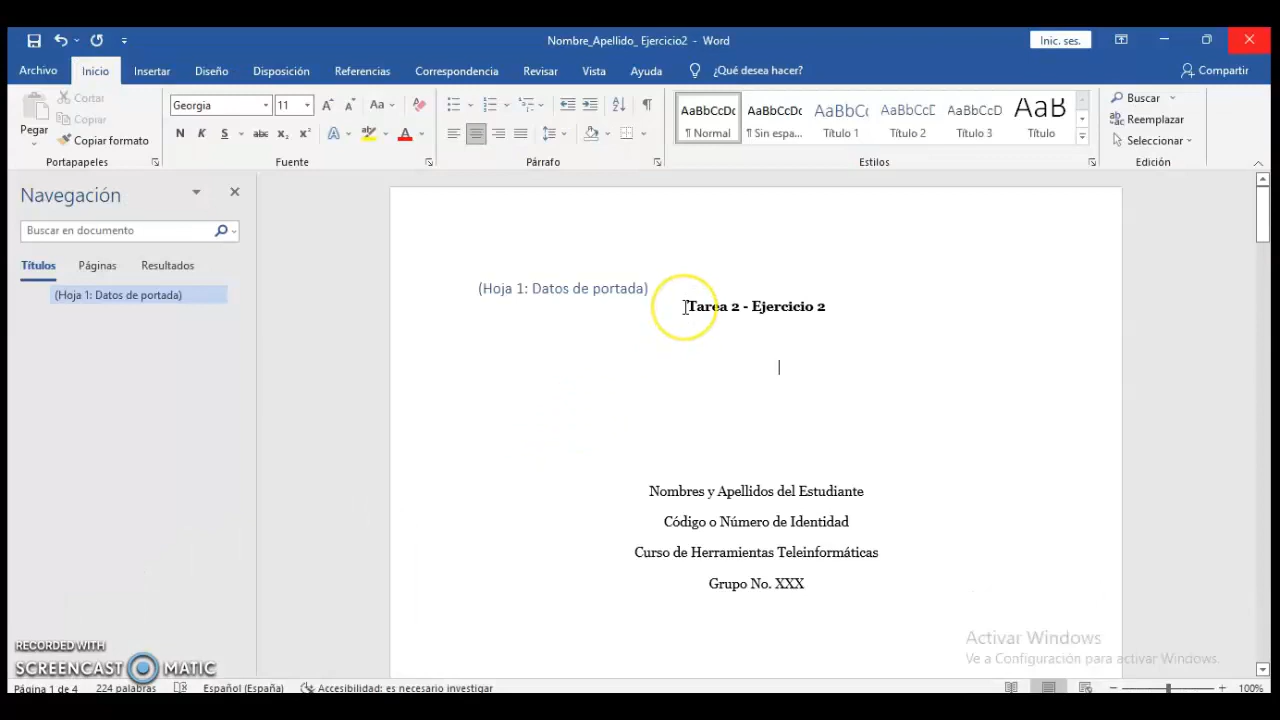 Nombre_Apellido_ Ejercicio2 - Word
Inic. ses.
Archivo Inicio Insertar Diseño Disposición Referencias Correspondencia Revisar Vista Ayuda ¿Qué desea hacer? Compartir
Pegar
Cortar
Copiar
Copiar formato
Portapapeles
Georgia 11
Aa
N K S abc x₂ x²
Fuente
Párrafo
AaBbCcDc AaBbCcDc AaBbC( AaBbCcE AaBbCcD AaB
¶ Normal ¶ Sin espa... Título 1 Título 2 Título 3 Título
Estilos
Buscar
Reemplazar
Seleccionar
Edición
Navegación
Buscar en documento
Títulos Páginas Resultados
(Hoja 1: Datos de portada)
(Hoja 1: Datos de portada)
Tarea 2 - Ejercicio 2
Nombres y Apellidos del Estudiante
Código o Número de Identidad
Curso de Herramientas Teleinformáticas
Grupo No. XXX
Activar Windows
Ve a Configuración para activar Windows.
RECORDED WITH
SCREENCAST MATIC
Página 1 de 4 224 palabras Español (España) Accesibilidad: es necesario investigar 100%